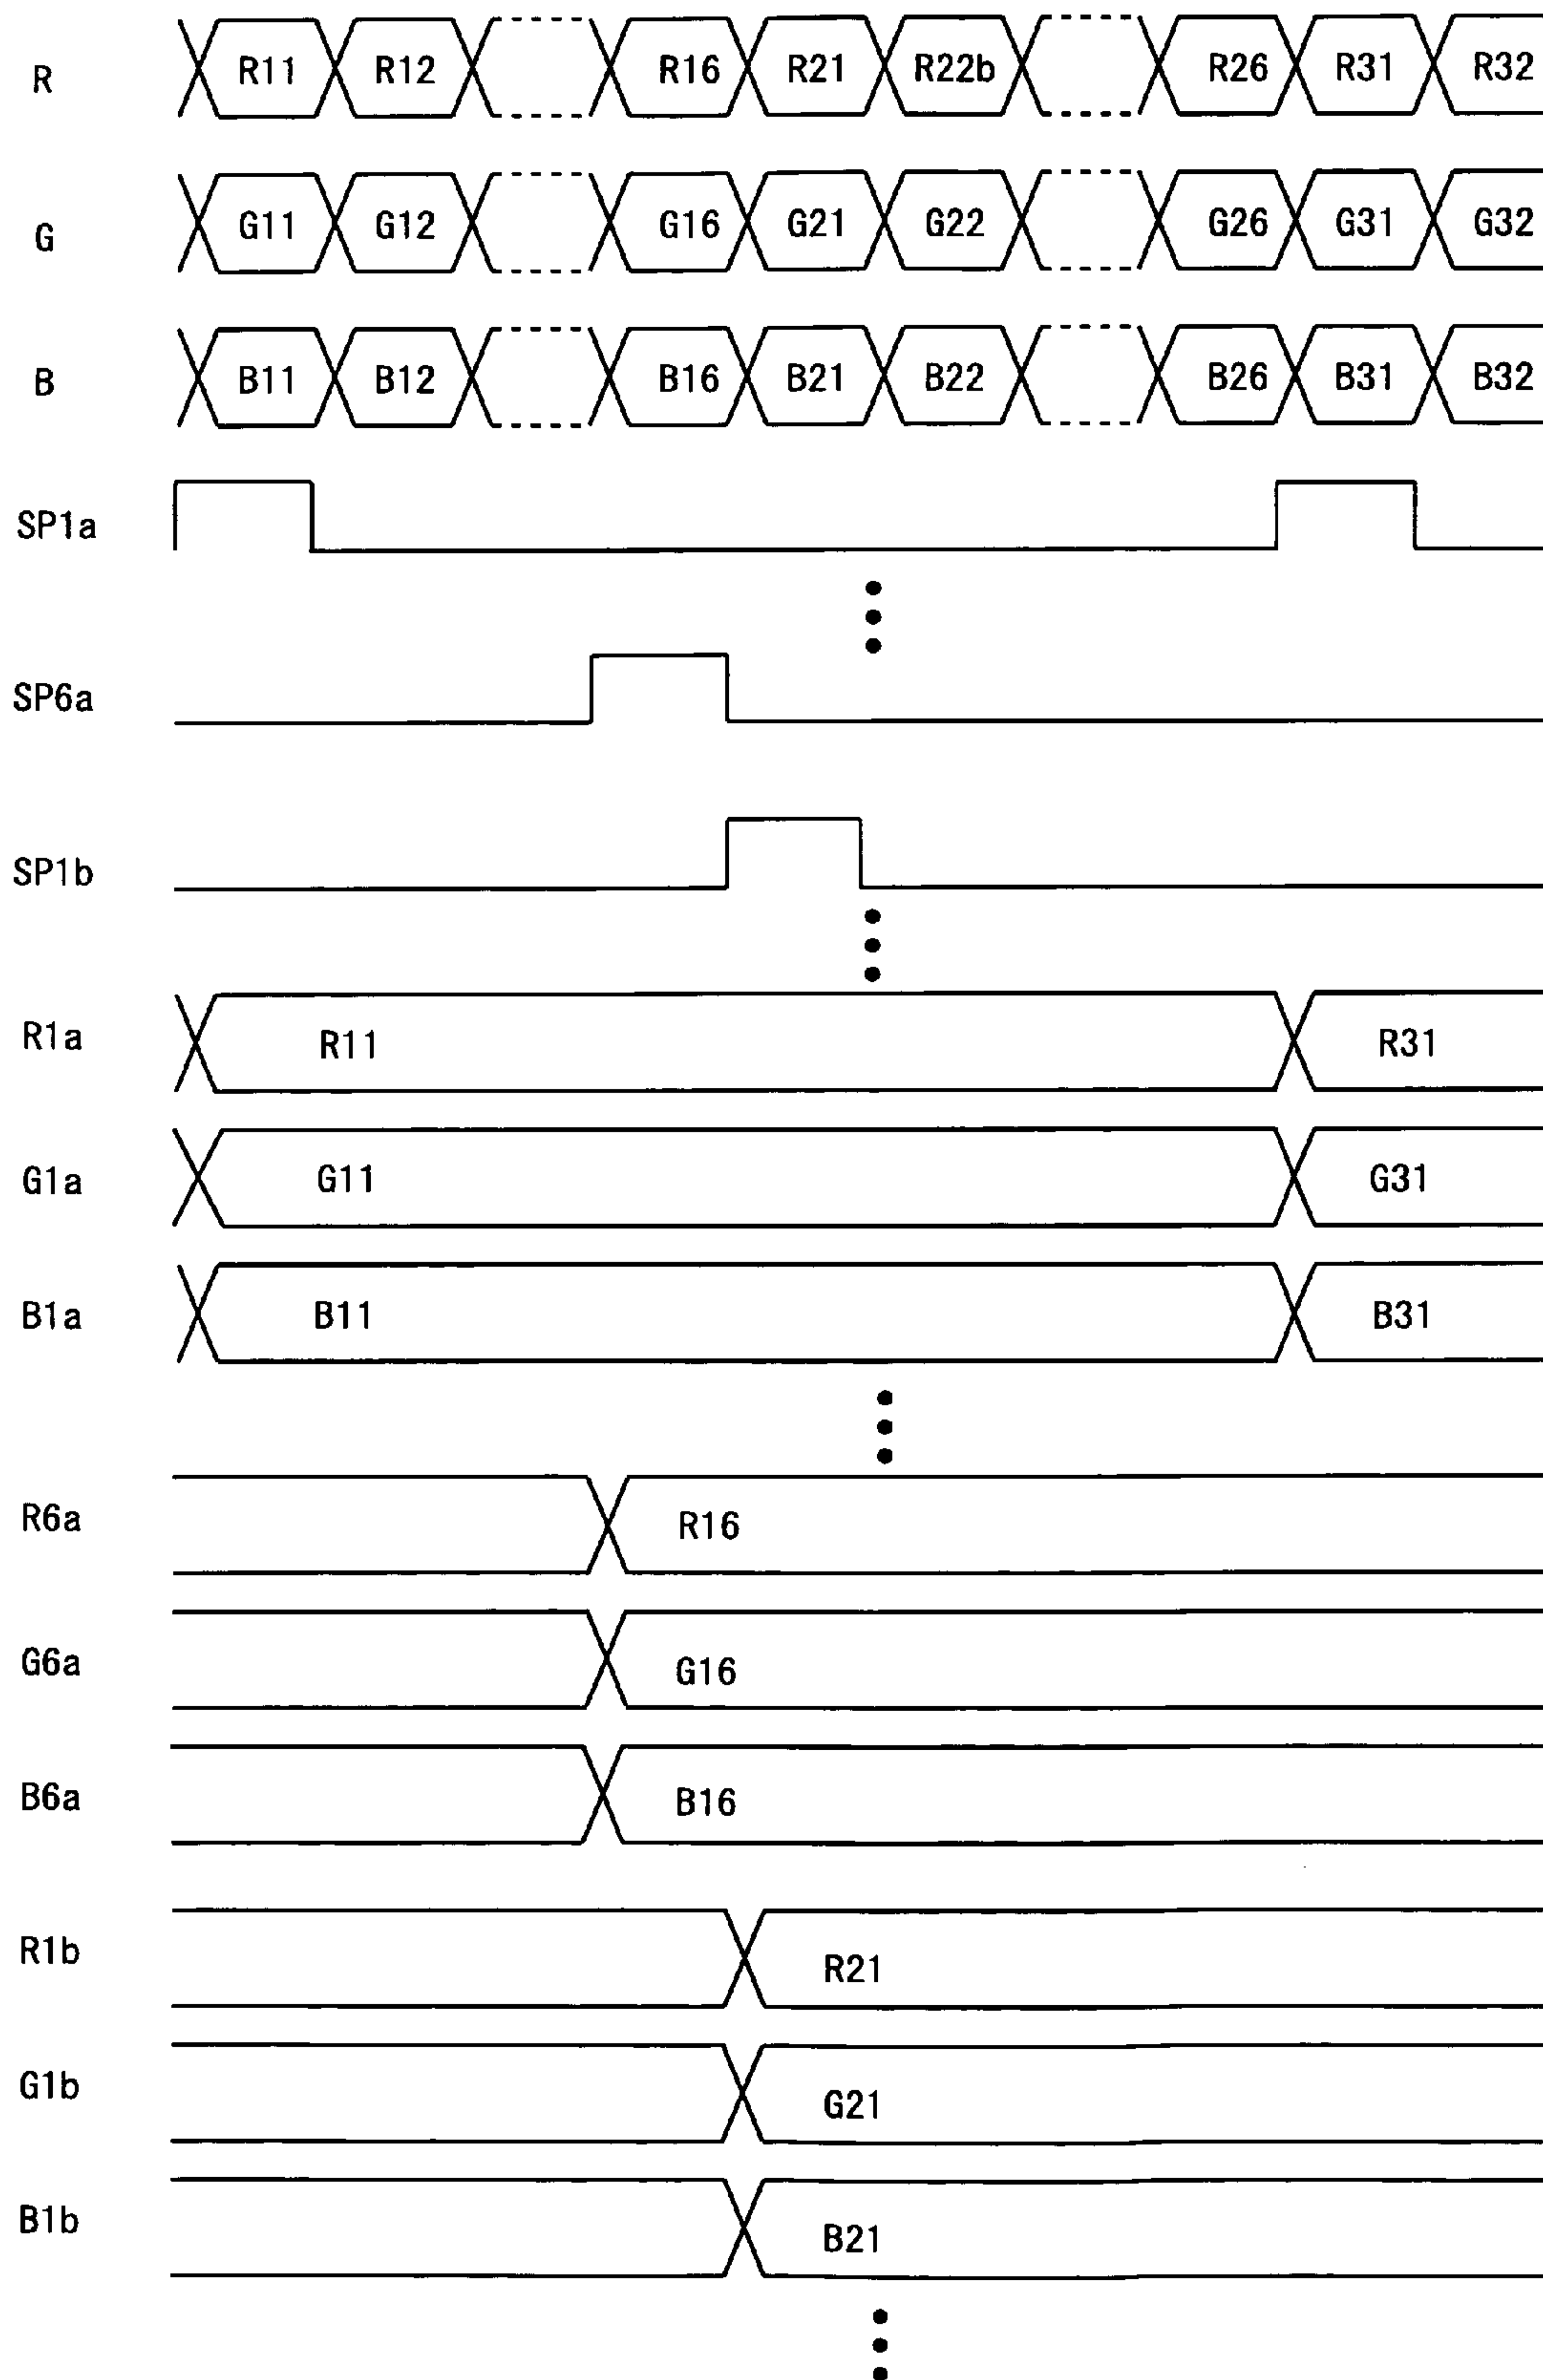 R R11 R12 R16 R21 R22b R26 R31 R32
G G11 G12 G16 G21 G22 G26 G31 G32
B B11 B12 B16 B21 B22 B26 B31 B32
SP1a
SP6a
SP1b
R1a R11 R31
G1a G11 G31
B1a B11 B31
R6a R16
G6a G16
B6a B16
R1b R21
G1b G21
B1b B21